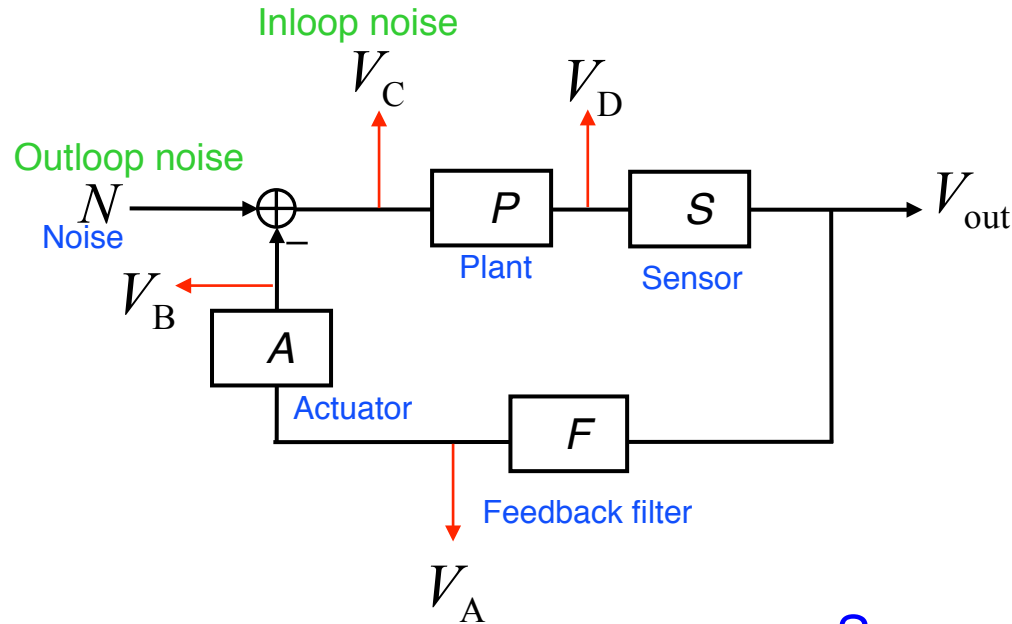 Inloop noise
V_C
V_D
Outloop noise
N
Noise
P
Plant
S
Sensor
V_out
–
V_B
A
Actuator
F
Feedback filter
V_A